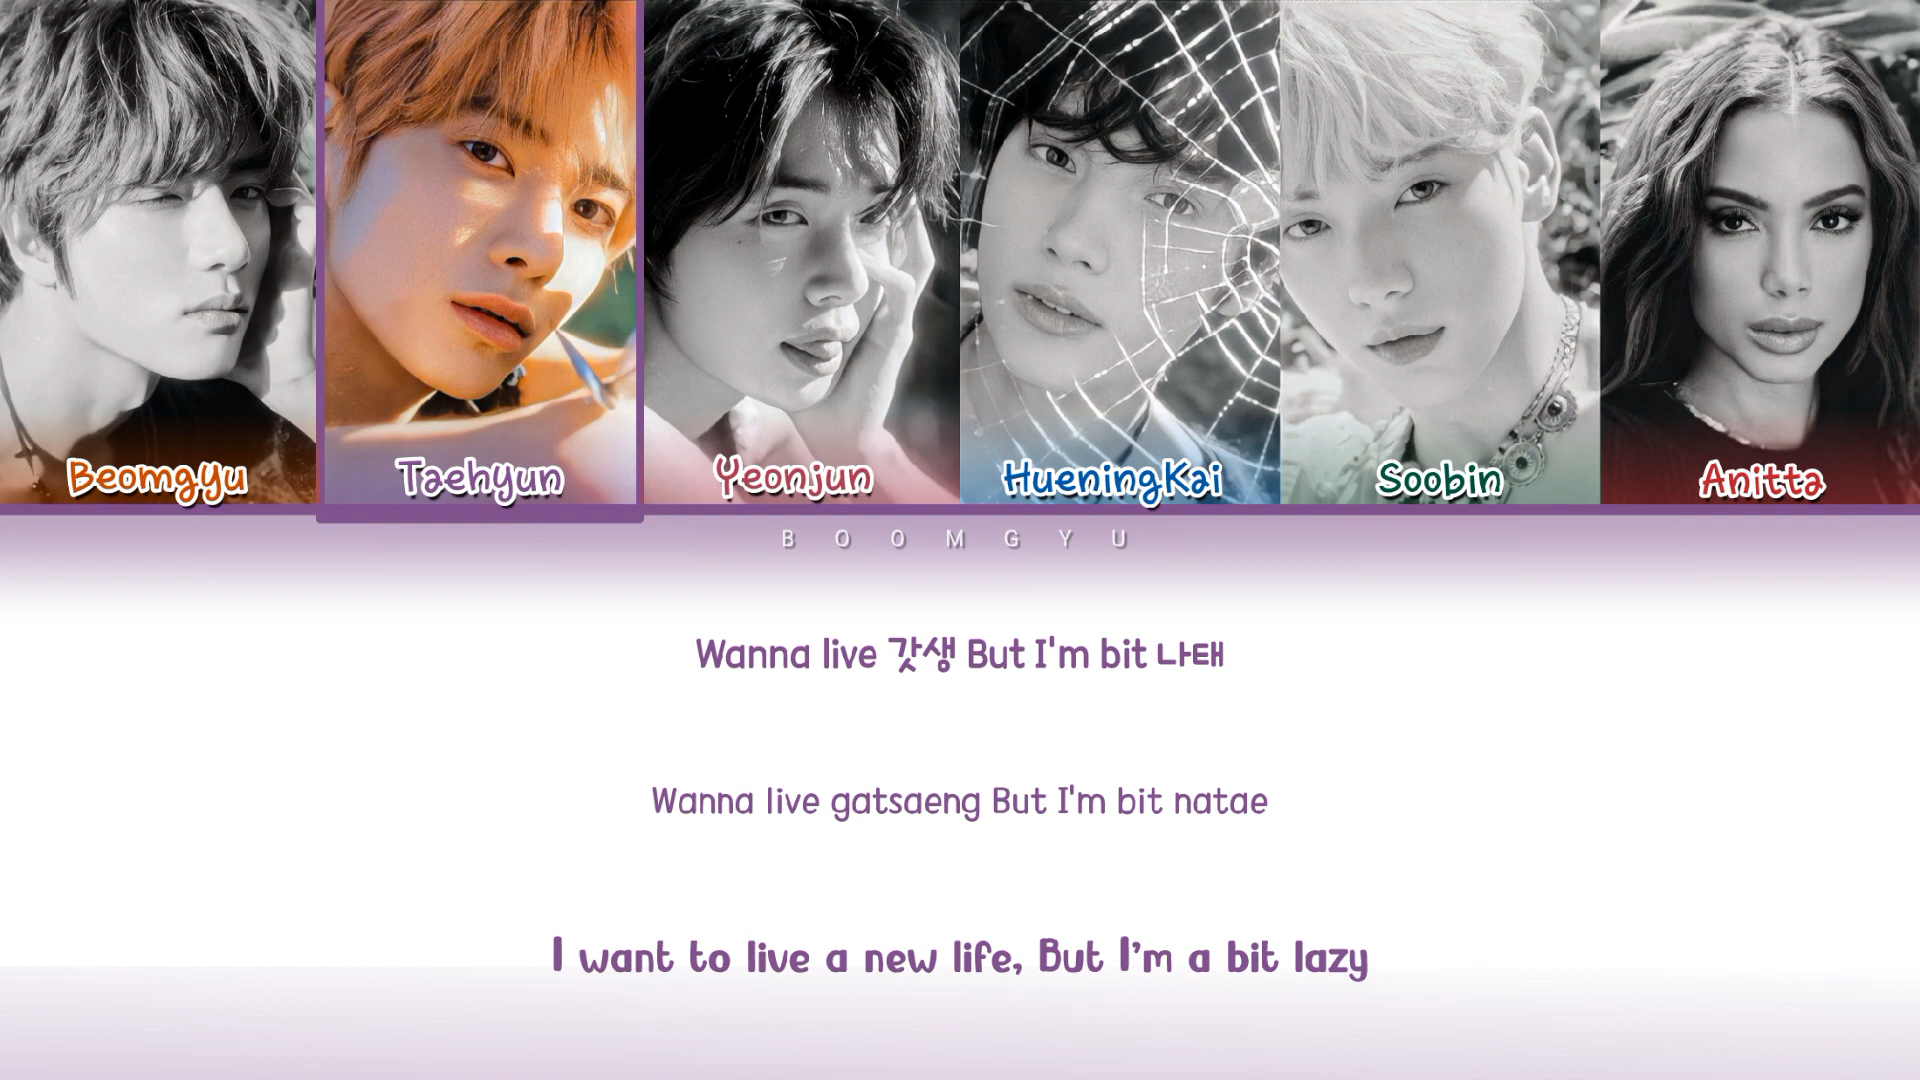 Beomgyu
Taehyun
Yeonjun
HueningKai
Soobin
Anitta
BOOMGYU
Wanna live 갓생 But I'm bit 나태
Wanna live gatsaeng But I'm bit natae
I want to live a new life, But I'm a bit lazy